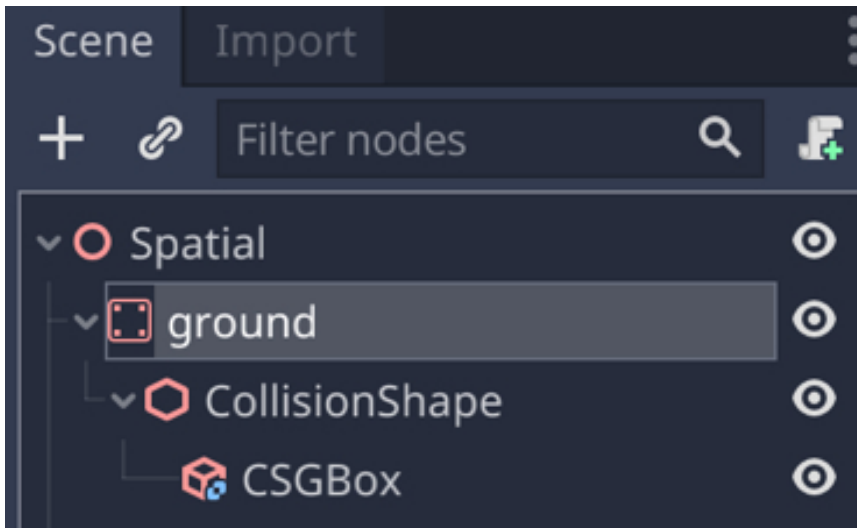 Scene Import
Filter nodes
Spatial
ground
CollisionShape
CSGBox